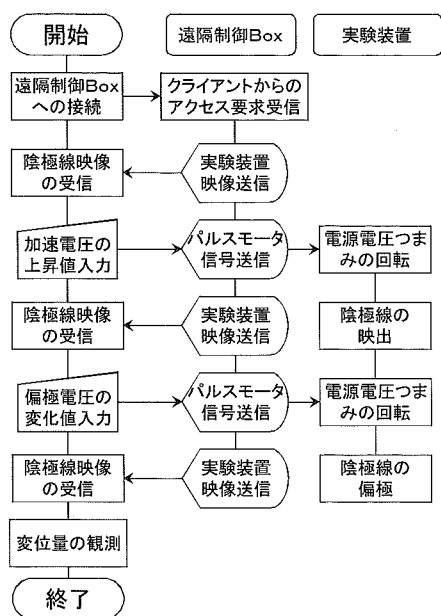 開始
遠隔制御Box
実験装置
遠隔制御Box
への接続
クライアントからの
アクセス要求受信
陰極線映像
の受信
実験装置
映像送信
加速電圧の
上昇値入力
パルスモータ
信号送信
電源電圧つま
みの回転
陰極線映像
の受信
実験装置
映像送信
陰極線の
映出
偏極電圧の
変化値入力
パルスモータ
信号送信
電源電圧つま
みの回転
陰極線映像
の受信
実験装置
映像送信
陰極線の
偏極
変位量の観測
終了